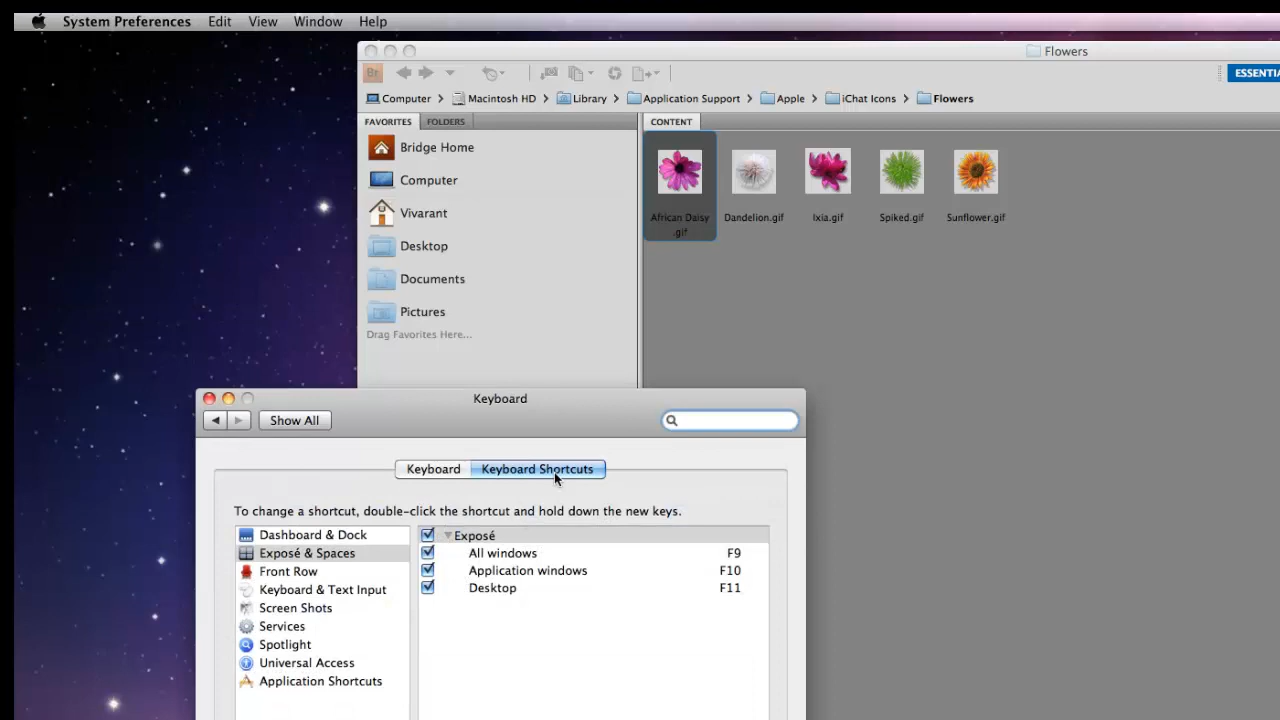 System Preferences Edit View Window Help
Flowers
Br
ESSENTIA
Computer Macintosh HD Library Application Support Apple iChat Icons Flowers
FAVORITES FOLDERS CONTENT
Bridge Home
Computer
Vivarant
Desktop
Documents
Pictures
Drag Favorites Here...
African Daisy
.gif
Dandelion.gif
Ixia.gif
Spiked.gif
Sunflower.gif
Keyboard
Show All
Keyboard Keyboard Shortcuts
To change a shortcut, double-click the shortcut and hold down the new keys.
Dashboard & Dock
Exposé & Spaces
Front Row
Keyboard & Text Input
Screen Shots
Services
Spotlight
Universal Access
Application Shortcuts
Exposé
All windows F9
Application windows F10
Desktop F11